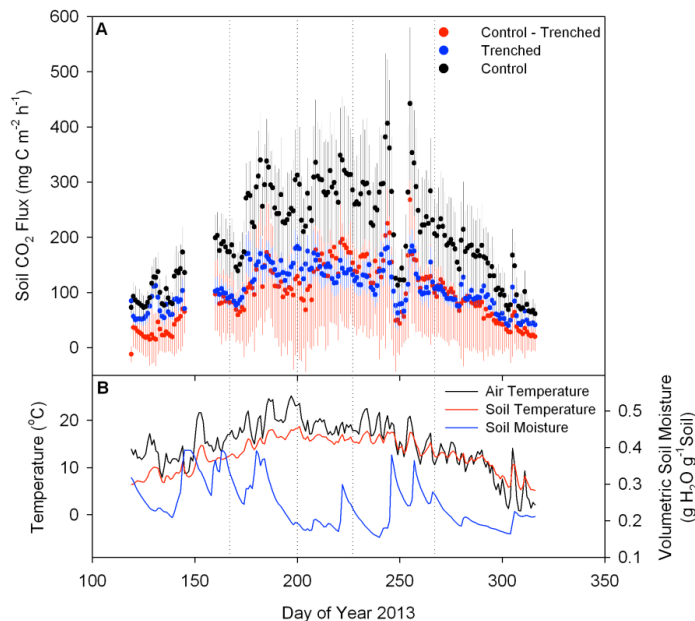 A
Control - Trenched
Trenched
Control
600
500
400
300
200
100
0
Soil CO₂ Flux (mg C m⁻² h⁻¹)
B
Air Temperature
Soil Temperature
Soil Moisture
20
10
0
Temperature (°C)
0.5
0.4
0.3
0.2
0.1
Volumetric Soil Moisture
(g H₂O g⁻¹Soil)
100 150 200 250 300 350
Day of Year 2013